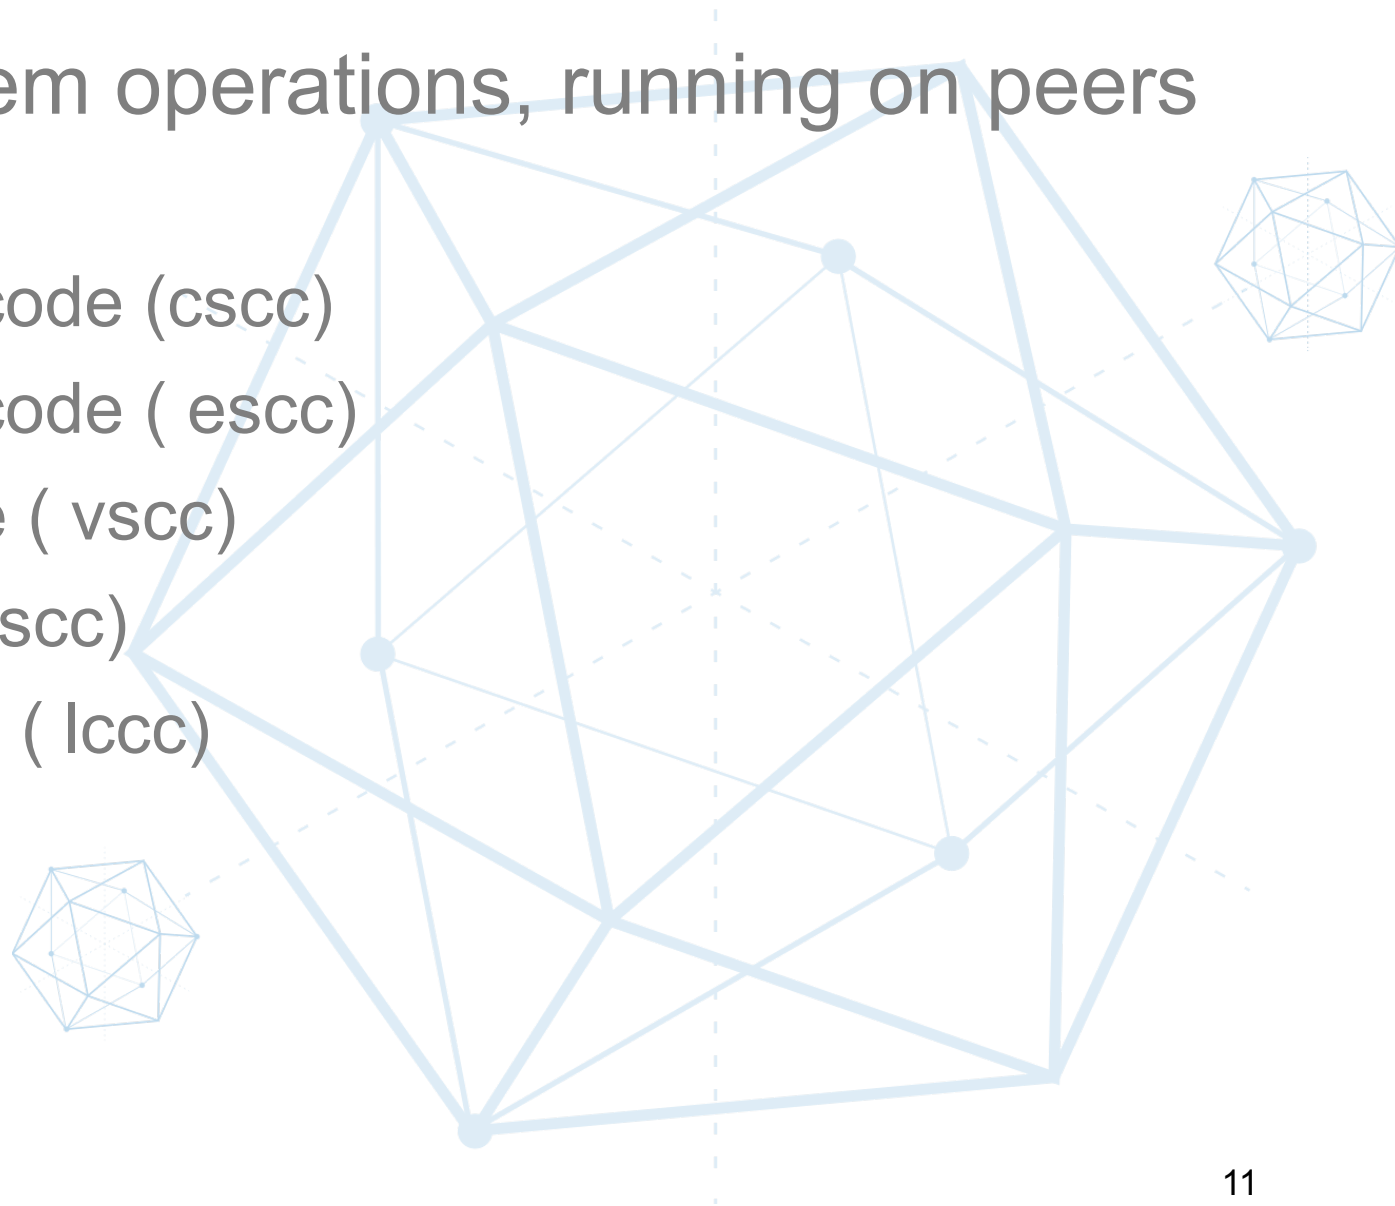 em operations, running on peers
code (cscc)
code ( escc)
e ( vscc)
scc)
( lccc)
11